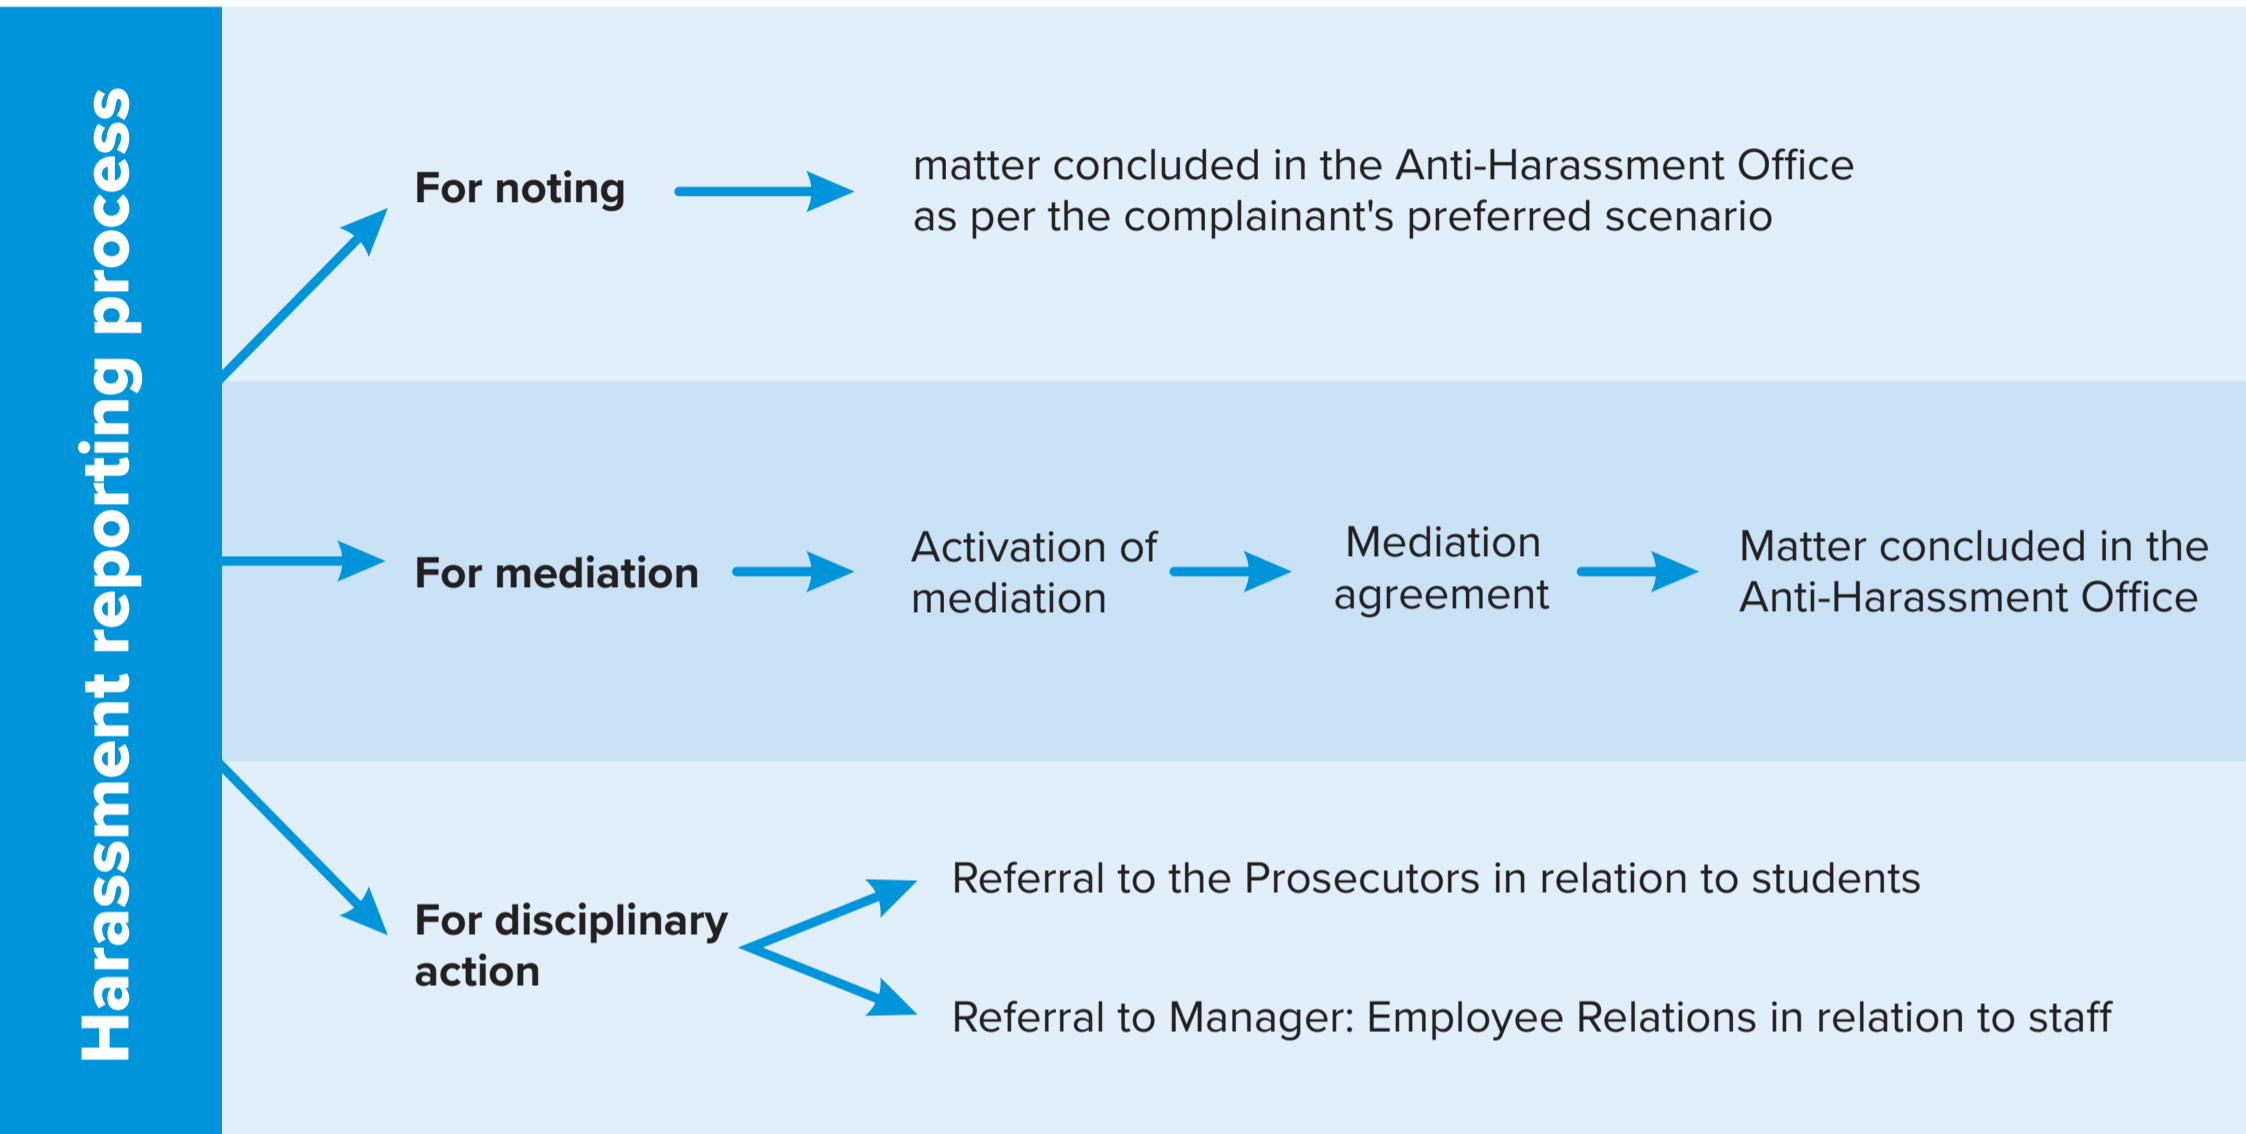 Harassment reporting process
For noting
matter concluded in the Anti-Harassment Office
as per the complainant's preferred scenario
For mediation
Activation of
mediation
Mediation
agreement
Matter concluded in the
Anti-Harassment Office
For disciplinary
action
Referral to the Prosecutors in relation to students
Referral to Manager: Employee Relations in relation to staff